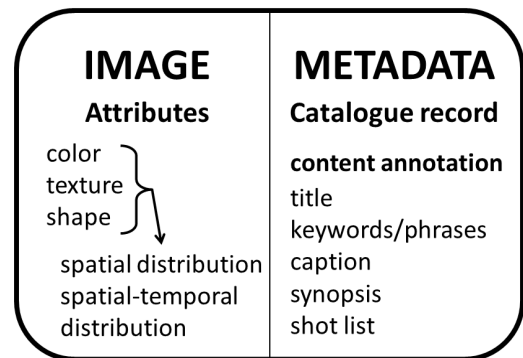 IMAGE
Attributes
color
texture
shape
spatial distribution
spatial-temporal
distribution
METADATA
Catalogue record
content annotation
title
keywords/phrases
caption
synopsis
shot list